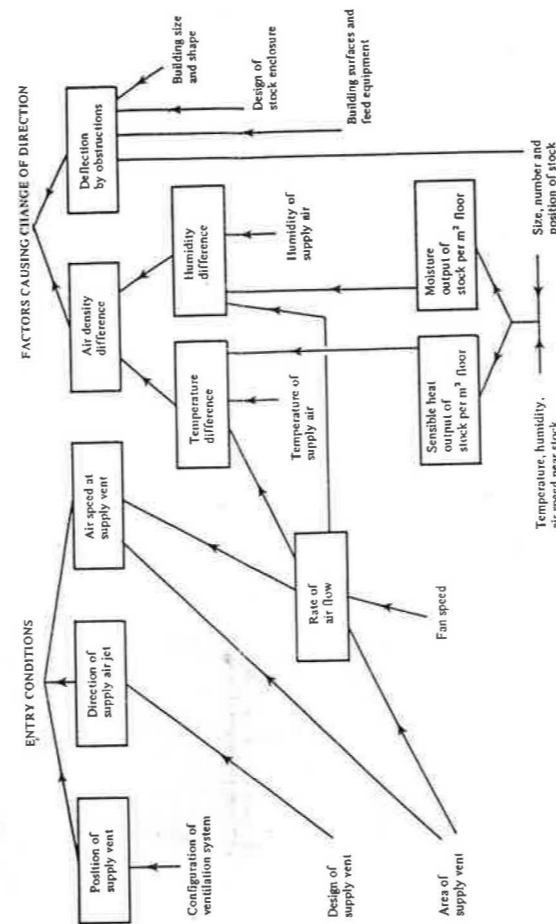 ENTRY CONDITIONS
FACTORS CAUSING CHANGE OF DIRECTION
Position of
supply vent
Direction of
supply air jet
Air speed at
supply vent
Air density
difference
Deflection
by obstructions
Configuration of
ventilation system
Temperature
difference
Humidity
difference
Building size
and shape
Temperature of
supply air
Humidity of
supply air
Design of
stock enclosure
Rate of
air flow
Building surfaces and
feed equipment
Design of
supply vent
Fan speed
Area of
supply vent
Sensible heat
output of
stock per m² floor
Moisture
output of
stock per m² floor
Temperature, humidity,
air speed near stock
Size, number and
position of stock